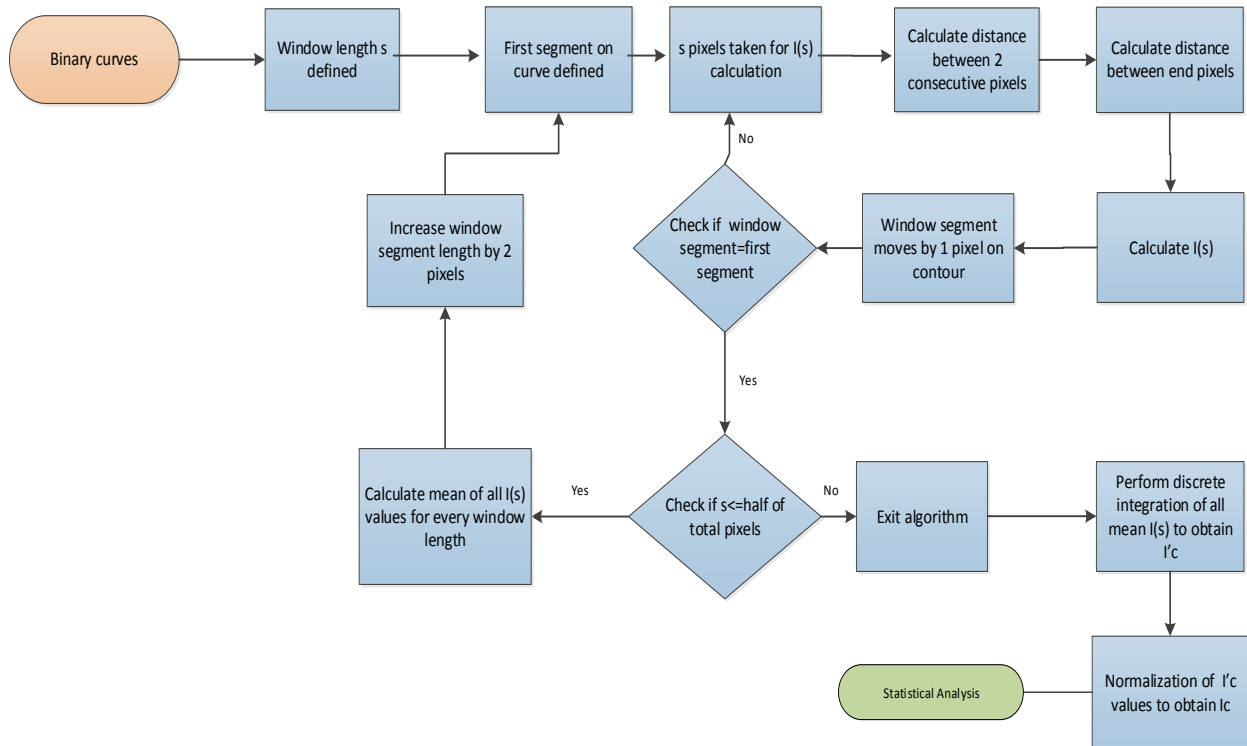 Binary curves
Window length s
defined
First segment on
curve defined
s pixels taken for I(s)
calculation
Calculate distance
between 2
consecutive pixels
Calculate distance
between end pixels
No
Increase window
segment length by 2
pixels
Check if window
segment=first
segment
Window segment
moves by 1 pixel on
contour
Calculate I(s)
Yes
Calculate mean of all I(s)
values for every window
length
Yes
Check if s<=half of
total pixels
No
Exit algorithm
Perform discrete
integration of all
mean I(s) to obtain
I'c
Statistical Analysis
Normalization of I'c
values to obtain Ic